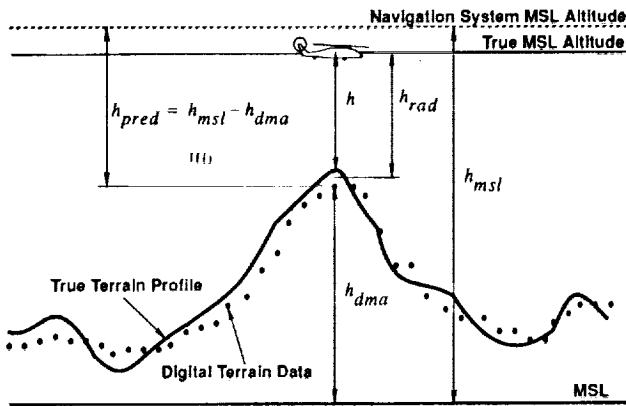 Navigation System MSL Altitude
True MSL Altitude
h_pred = h_msl - h_dma
h
h_rad
h_msl
h_dma
True Terrain Profile
Digital Terrain Data
MSL